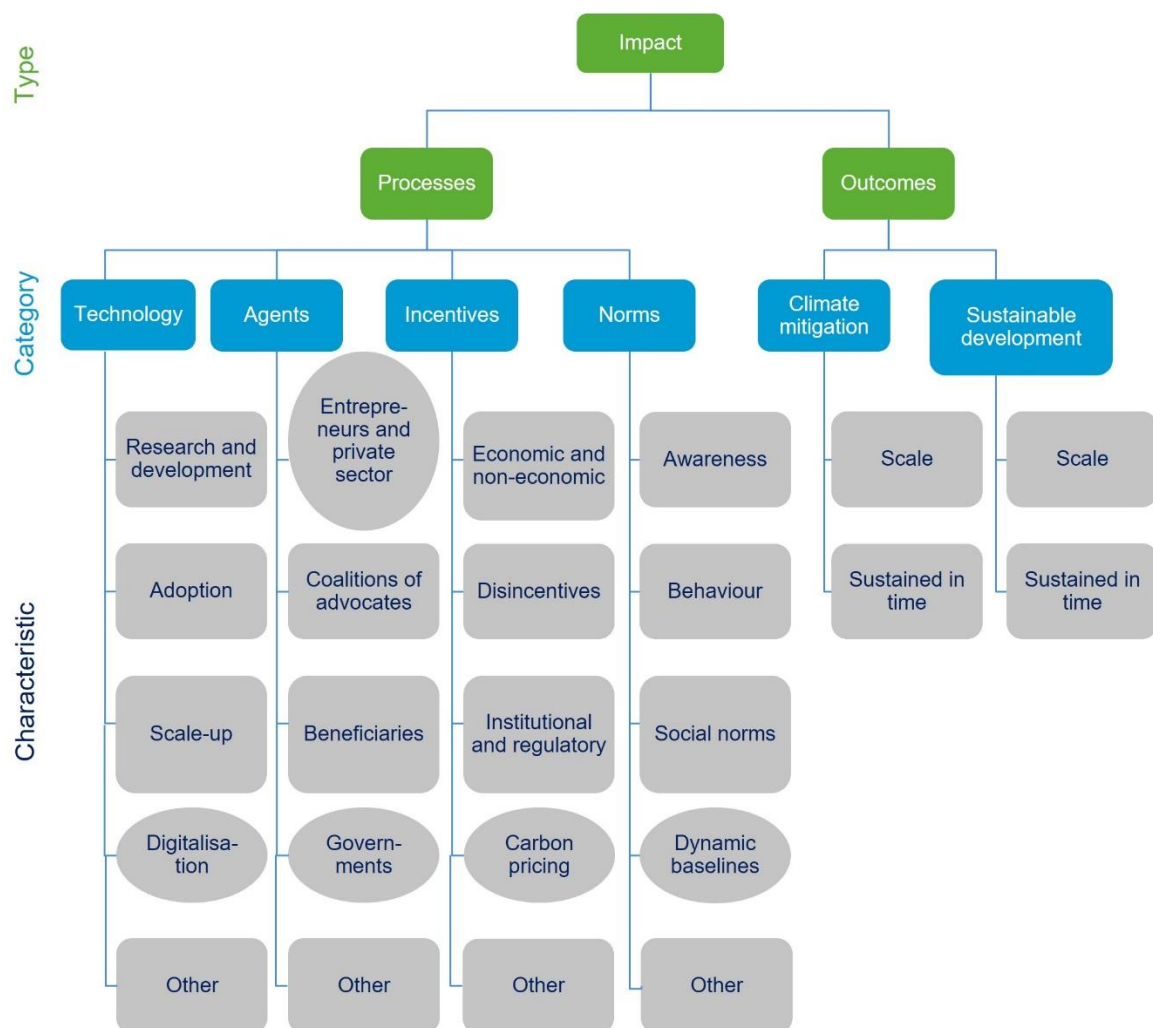 Type
Impact
Processes
Outcomes
Category
Technology
Agents
Incentives
Norms
Climate
mitigation
Sustainable
development
Characteristic
Research and
development
Entrepre-
neurs and
private
sector
Economic and
non-economic
Awareness
Scale
Scale
Adoption
Coalitions of
advocates
Disincentives
Behaviour
Sustained in
time
Sustained in
time
Scale-up
Beneficiaries
Institutional
and regulatory
Social norms
Digitalisa-
tion
Govern-
ments
Carbon
pricing
Dynamic
baselines
Other
Other
Other
Other